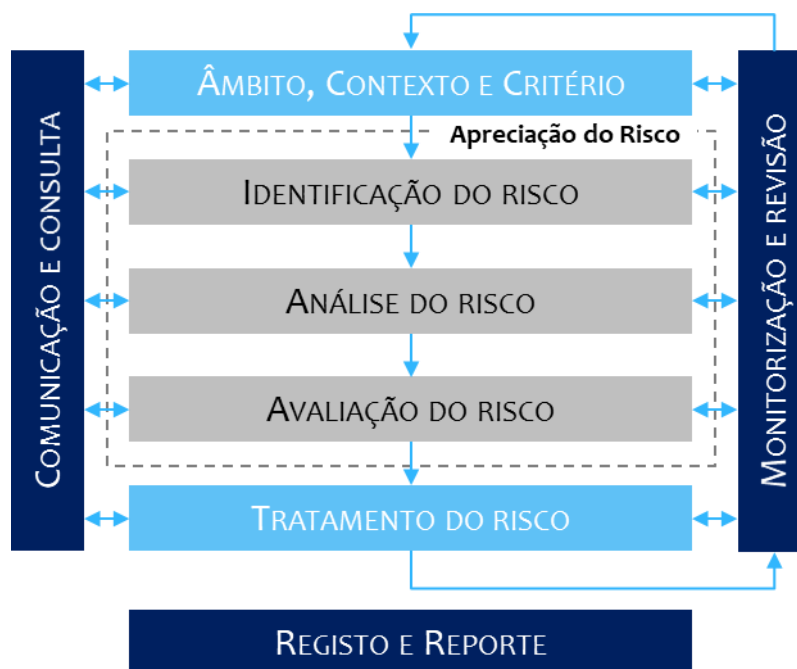 Âmbito, Contexto e Critério
Apreciação do Risco
Identificação do risco
Análise do risco
Avaliação do risco
Tratamento do risco
Comunicação e consulta
Monitorização e revisão
Registo e Reporte